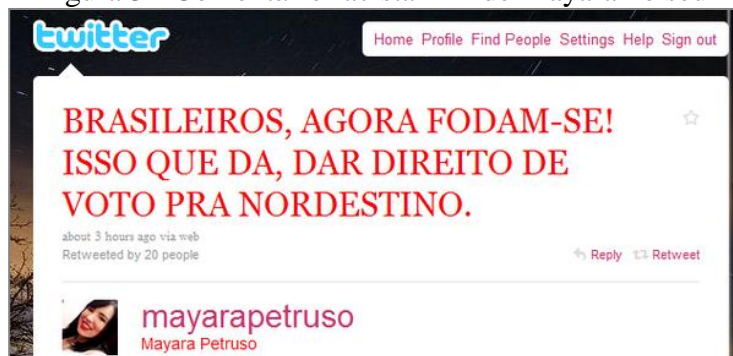 twitter
Home Profile Find People Settings Help Sign out
BRASILEIROS, AGORA FODAM-SE!
ISSO QUE DA, DAR DIREITO DE
VOTO PRA NORDESTINO.
about 3 hours ago via web
Retweeted by 20 people
Reply Retweet
mayarapetruso
Mayara Petruso